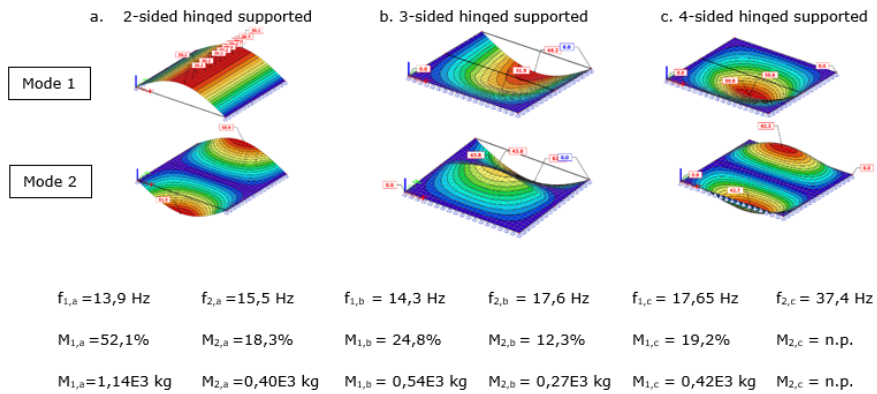 a. 2-sided hinged supported
b. 3-sided hinged supported
c. 4-sided hinged supported
Mode 1
Mode 2
f1,a =13,9 Hz
f2,a =15,5 Hz
f1,b = 14,3 Hz
f2,b = 17,6 Hz
f1,c = 17,65 Hz
f2,c = 37,4 Hz
M1,a =52,1%
M2,a =18,3%
M1,b = 24,8%
M2,b = 12,3%
M1,c = 19,2%
M2,c = n.p.
M1,a=1,14E3 kg
M2,a =0,40E3 kg
M1,b = 0,54E3 kg
M2,b = 0,27E3 kg
M1,c = 0,42E3 kg
M2,c = n.p.